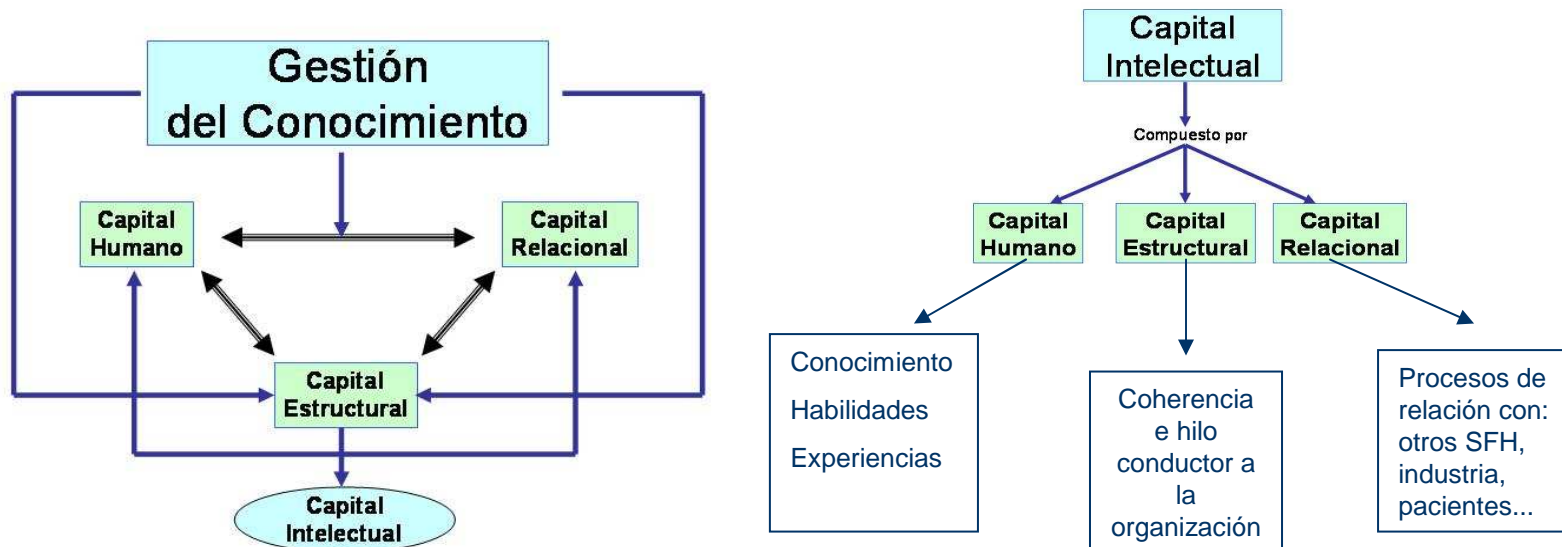 Gestión
del Conocimiento
Capital
Humano
Capital
Relacional
Capital
Estructural
Capital
Intelectual
Capital
Intelectual
Compuesto por
Capital
Humano
Capital
Estructural
Capital
Relacional
Conocimiento
Habilidades
Experiencias
Coherencia
e hilo
conductor a
la
organización
Procesos de
relación con:
otros SFH,
industria,
pacientes...